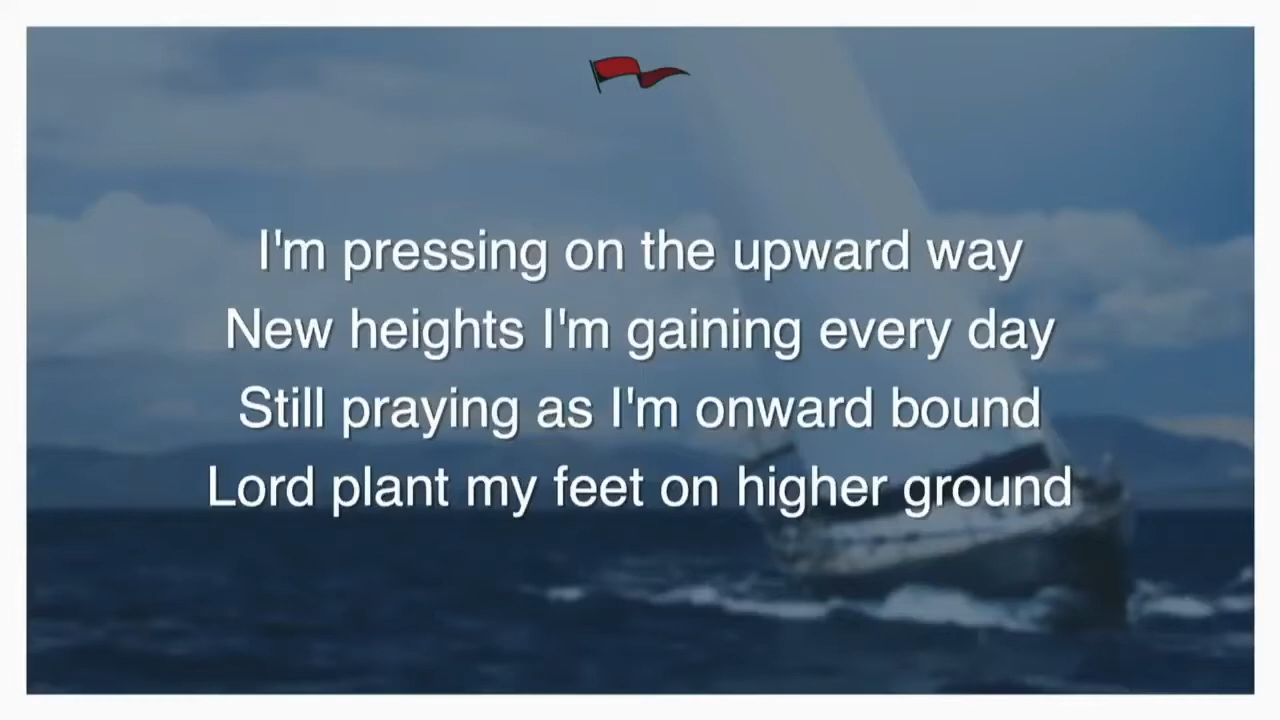 I'm pressing on the upward way
New heights I'm gaining every day
Still praying as I'm onward bound
Lord plant my feet on higher ground